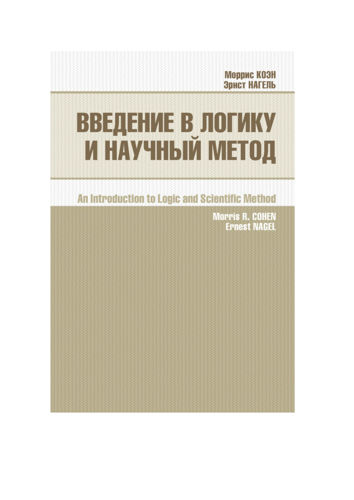 Моррис КОЭН
Эрнст НАГЕЛЬ
ВВЕДЕНИЕ В ЛОГИКУ
И НАУЧНЫЙ МЕТОД
An Introduction to Logic and Scientific Method
Morris R. COHEN
Ernest NAGEL